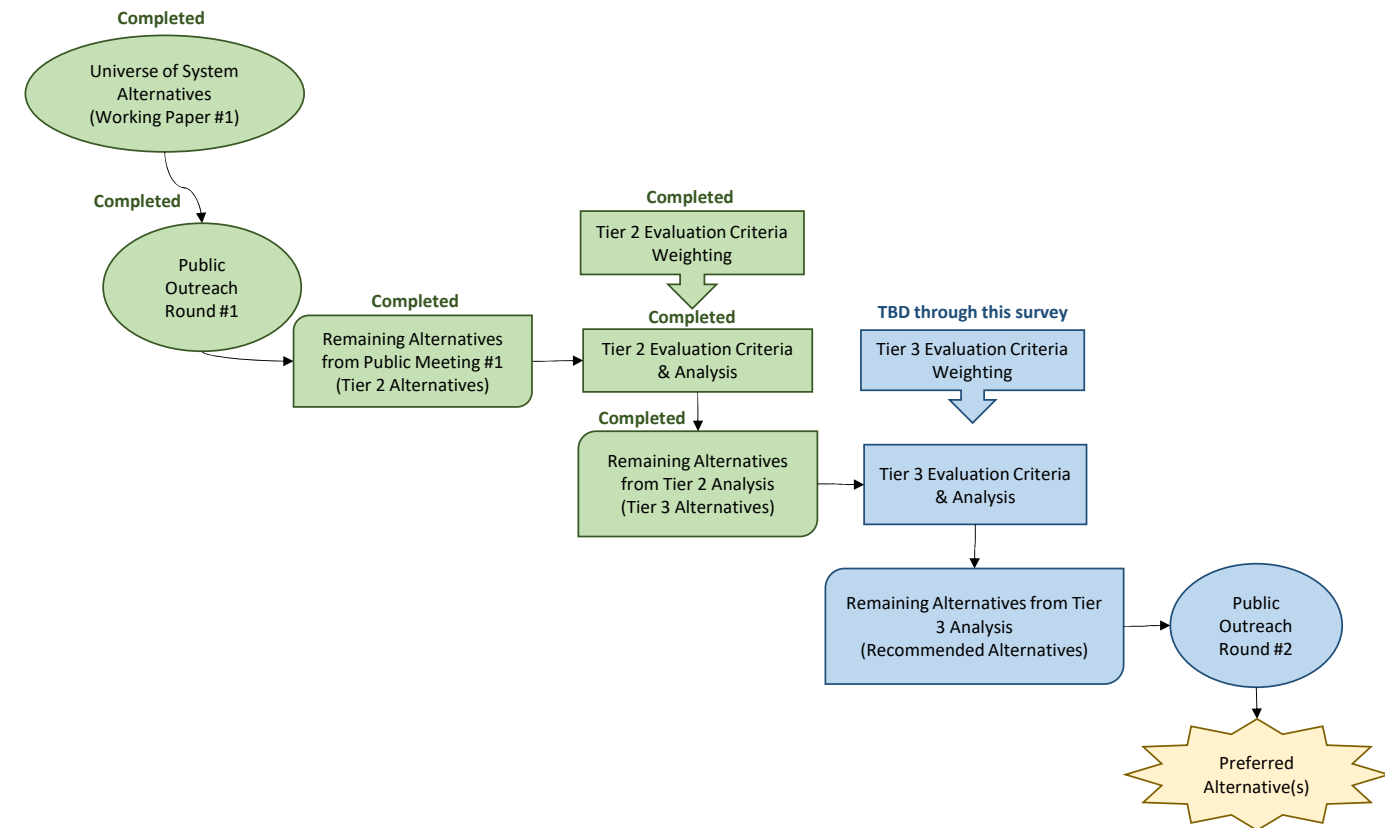 Completed
Universe of System
Alternatives
(Working Paper #1)
Completed
Public
Outreach
Round #1
Completed
Remaining Alternatives
from Public Meeting #1
(Tier 2 Alternatives)
Completed
Tier 2 Evaluation Criteria
Weighting
Completed
Tier 2 Evaluation Criteria
& Analysis
Completed
Remaining Alternatives
from Tier 2 Analysis
(Tier 3 Alternatives)
TBD through this survey
Tier 3 Evaluation Criteria
Weighting
Tier 3 Evaluation Criteria
& Analysis
Remaining Alternatives from Tier
3 Analysis
(Recommended Alternatives)
Public
Outreach
Round #2
Preferred
Alternative(s)